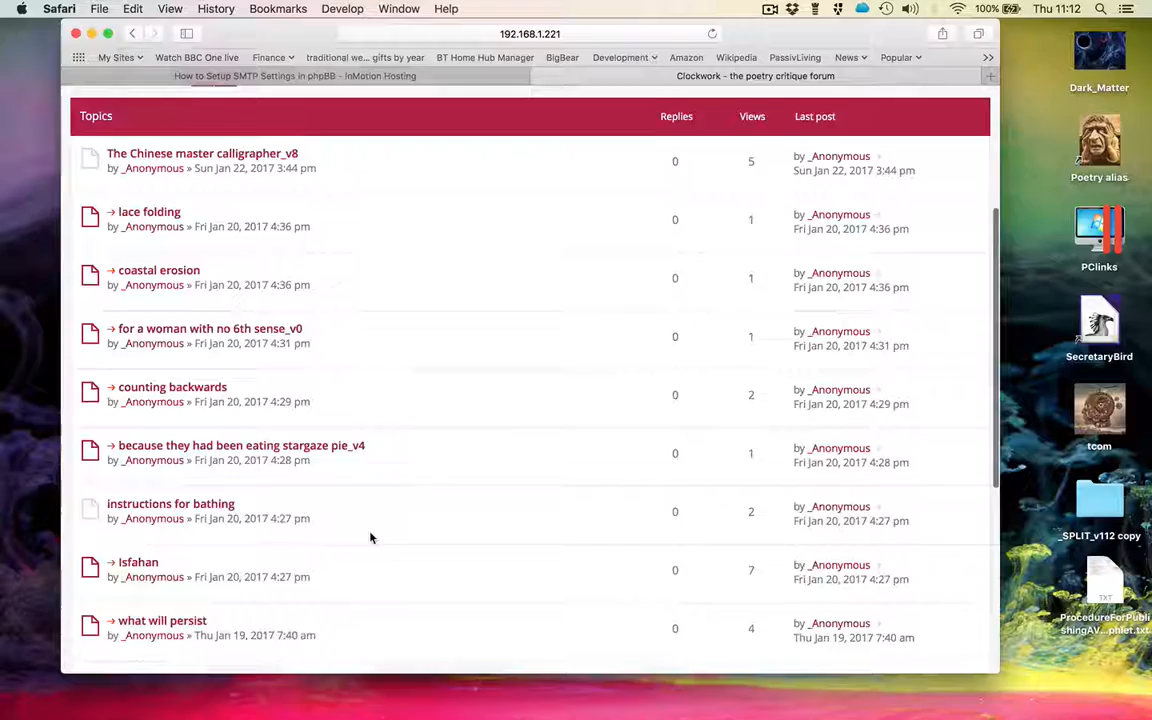 Safari File Edit View History Bookmarks Develop Window Help 100% Thu 11:12
192.168.1.221
My Sites Watch BBC One live Finance traditional we... gifts by year BT Home Hub Manager BigBear Development Amazon Wikipedia PassivLiving News Popular
How to Setup SMTP Settings in phpBB - InMotion Hosting Clockwork - the poetry critique forum
Topics Replies Views Last post
The Chinese master calligrapher_v8 0 5 by _Anonymous
by _Anonymous » Sun Jan 22, 2017 3:44 pm Sun Jan 22, 2017 3:44 pm
lace folding 0 1 by _Anonymous
by _Anonymous » Fri Jan 20, 2017 4:36 pm Fri Jan 20, 2017 4:36 pm
coastal erosion 0 1 by _Anonymous
by _Anonymous » Fri Jan 20, 2017 4:36 pm Fri Jan 20, 2017 4:36 pm
for a woman with no 6th sense_v0 0 1 by _Anonymous
by _Anonymous » Fri Jan 20, 2017 4:31 pm Fri Jan 20, 2017 4:31 pm
counting backwards 0 2 by _Anonymous
by _Anonymous » Fri Jan 20, 2017 4:29 pm Fri Jan 20, 2017 4:29 pm
because they had been eating stargaze pie_v4 0 1 by _Anonymous
by _Anonymous » Fri Jan 20, 2017 4:28 pm Fri Jan 20, 2017 4:28 pm
instructions for bathing 0 2 by _Anonymous
by _Anonymous » Fri Jan 20, 2017 4:27 pm Fri Jan 20, 2017 4:27 pm
Isfahan 0 7 by _Anonymous
by _Anonymous » Fri Jan 20, 2017 4:27 pm Fri Jan 20, 2017 4:27 pm
what will persist 0 4 by _Anonymous
by _Anonymous » Thu Jan 19, 2017 7:40 am Thu Jan 19, 2017 7:40 am
Dark_Matter
Poetry alias
PClinks
SecretaryBird
tcom
_SPLIT_v112 copy
TXT
ProcedureForPubli
shingAV...phlet.txt